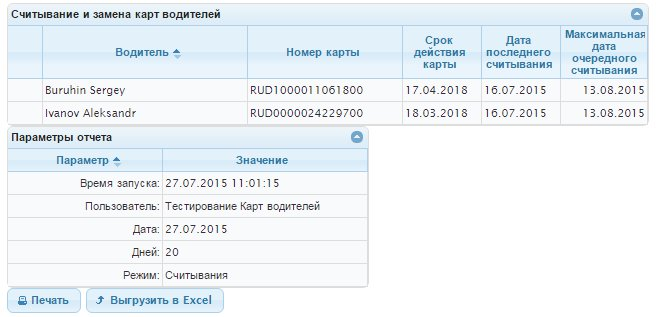 Считывание и замена карт водителей
Водитель Номер карты Срок действия карты Дата последнего считывания Максимальная дата очередного считывания
Buruhin Sergey RUD1000011061800 17.04.2018 16.07.2015 13.08.2015
Ivanov Aleksandr RUD0000024229700 18.03.2018 16.07.2015 13.08.2015
Параметры отчета
Параметр Значение
Время запуска: 27.07.2015 11:01:15
Пользователь: Тестирование Карт водителей
Дата: 27.07.2015
Дней: 20
Режим: Считывания
Печать Выгрузить в Excel